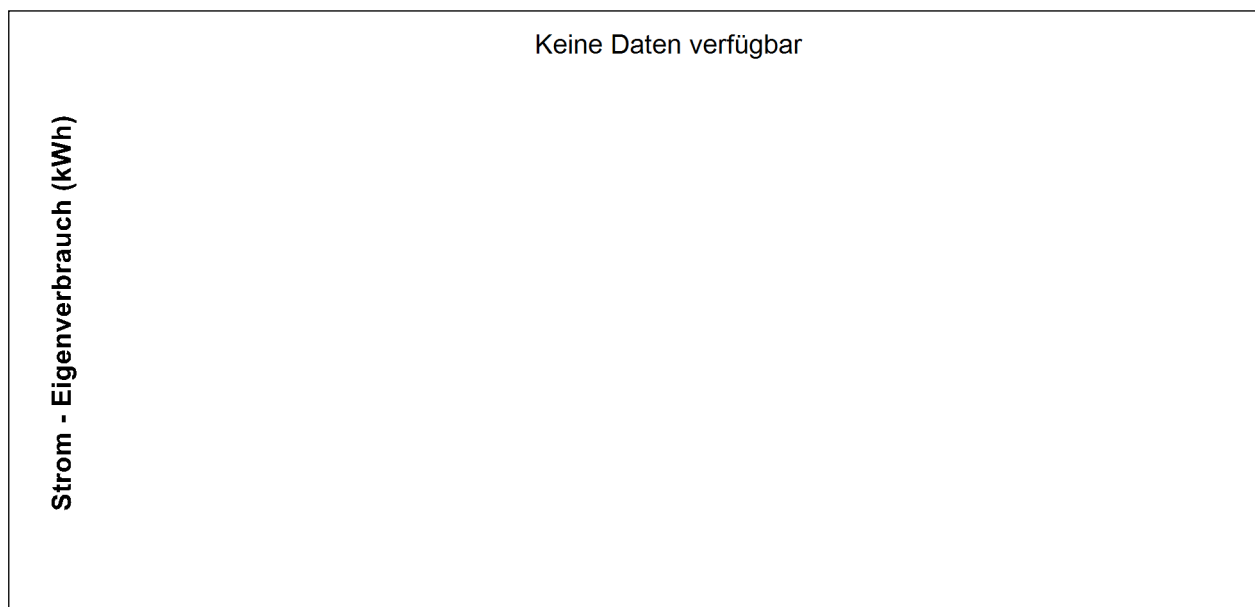 Keine Daten verfügbar
Strom - Eigenverbrauch (kWh)